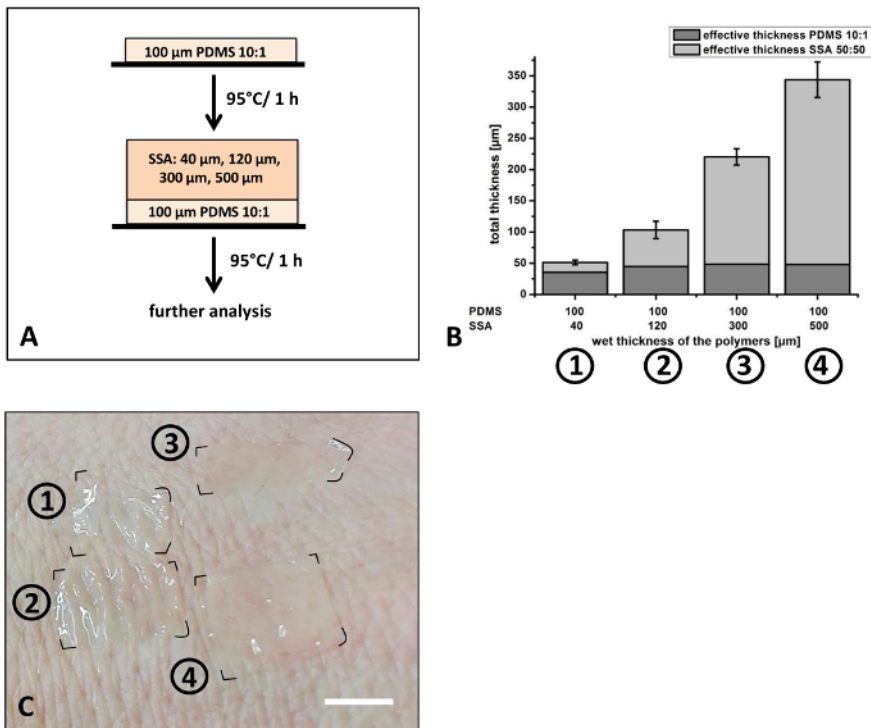 100 µm PDMS 10:1
95°C/ 1 h
SSA: 40 µm, 120 µm,
300 µm, 500 µm
100 µm PDMS 10:1
95°C/ 1 h
further analysis
A
effective thickness PDMS 10:1
effective thickness SSA 50:50
total thickness [µm]
350
300
250
200
150
100
50
0
PDMS 100 100 100 100
SSA 40 120 300 500
wet thickness of the polymers [µm]
B
1 2 3 4
3
1
2
4
C